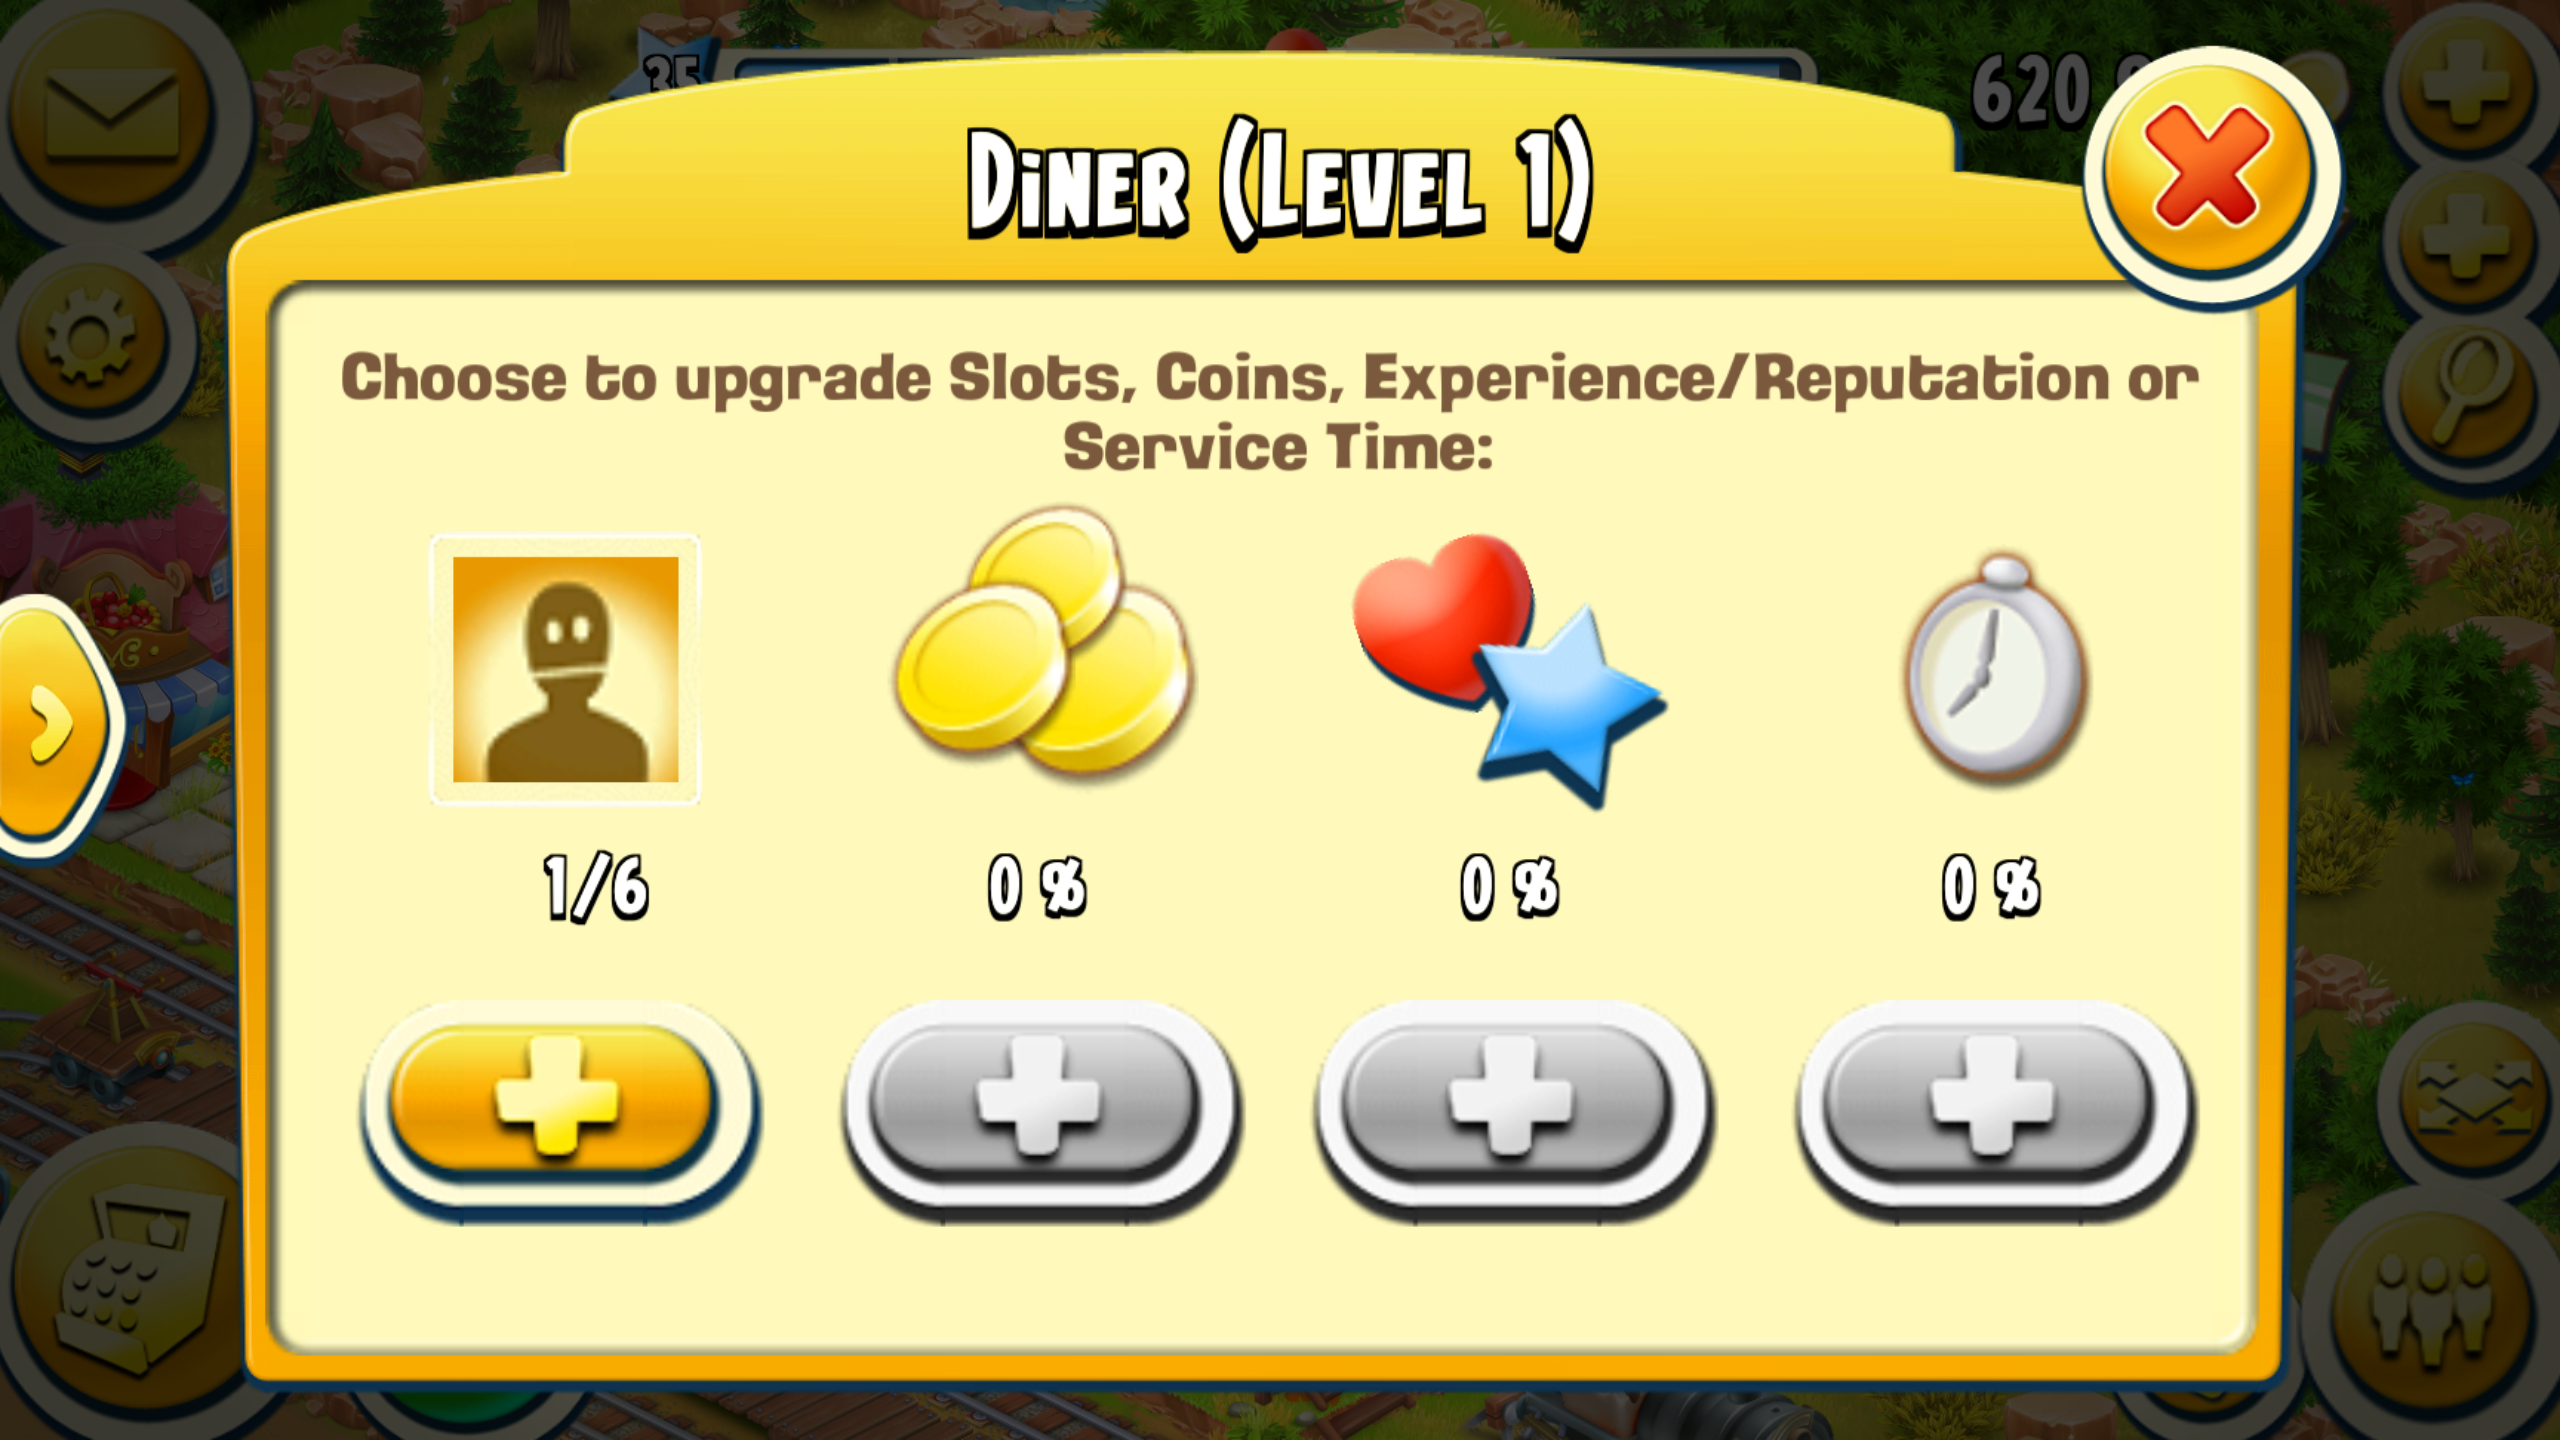 35
620
DiNER (LEVEL 1)
Choose to upgrade Slots, Coins, Experience/Reputation or
Service Time:
1/6
0 %
0 %
0 %